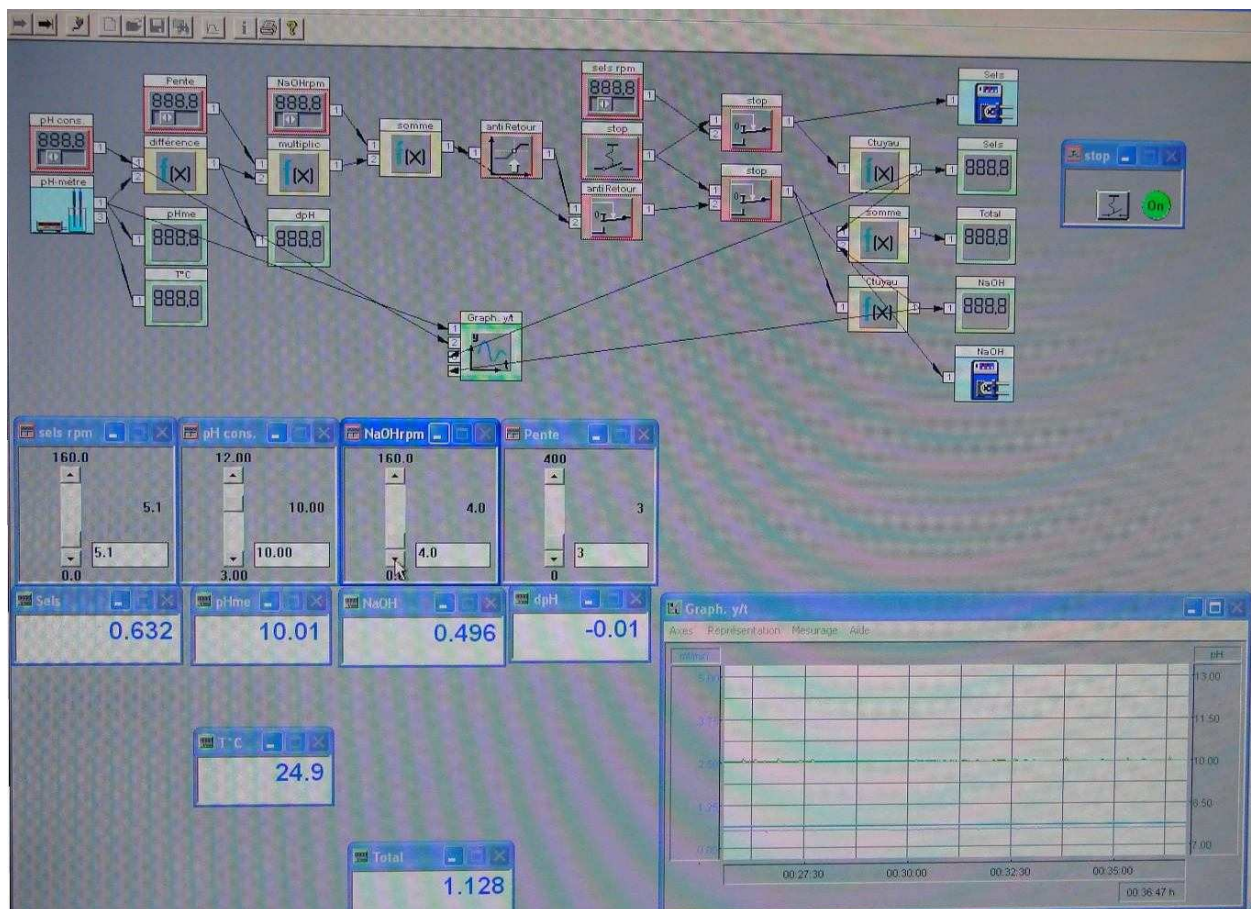 sels rpm
888,8
Sels
Pente
888,8
NaOHrpm
888,8
pH cons.
888,8
somme
f(x)
anti Retour
stop
stop
difference
f(x)
multiplic
f(x)
Ctuyau
f(x)
Sels
888,8
stop
On
pH-mètre
anti Retour
stop
pHme
888,8
dpH
888,8
somme
f(x)
Total
888,8
T°C
888,8
Ctuyau
f(x)
NaOH
888,8
Graph. y/t
NaOH
sels rpm
160.0
5.1
5.1
0.0
pH cons.
12.00
10.00
10.00
3.00
NaOHrpm
160.0
4.0
4.0
Pente
400
3
3
0
Sels
0.632
pHme
10.01
NaOH
0.496
dpH
-0.01
T°C
24.9
Total
1.128
Graph. y/t
Axes Représentation Mesurage Aide
pH
13.00
11.50
10.00
8.50
7.00
1.25
00:27:30 00:30:00 00:32:30 00:35:00
00:36:47 h